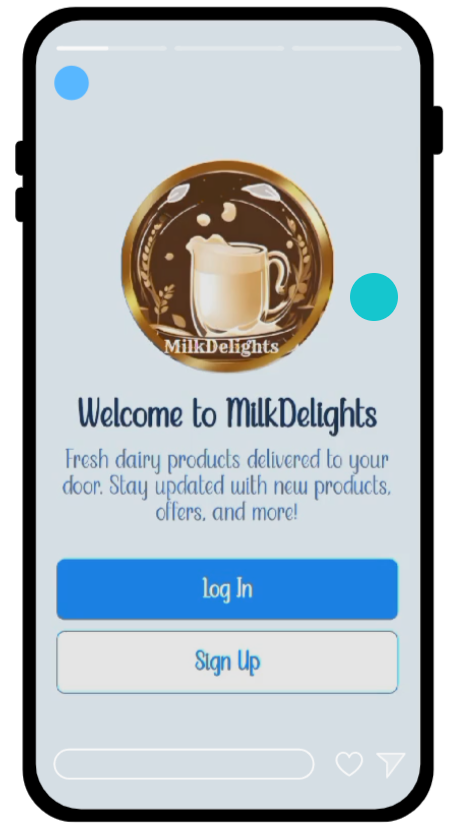 MilkDelights
Welcome to MilkDelights
Fresh dairy products delivered to your
door. Stay updated with new products,
offers, and more!
Log In
Sign Up